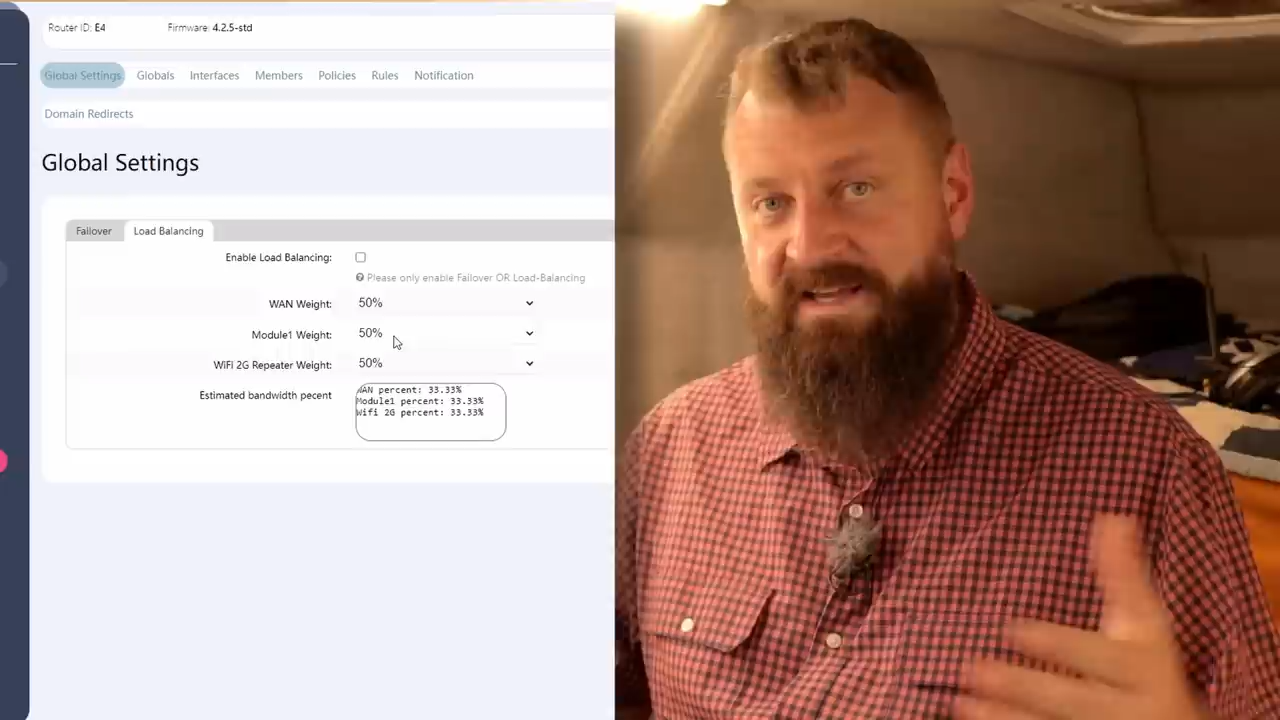 Router ID: E4 Firmware: 4.2.5-std
Global Settings Globals Interfaces Members Policies Rules Notification
Domain Redirects
Global Settings
Failover Load Balancing
Enable Load Balancing:
Please only enable Failover OR Load-Balancing
WAN Weight: 50%
Module1 Weight: 50%
WiFi 2G Repeater Weight: 50%
Estimated bandwidth pecent
WAN percent: 33.33%
Module1 percent: 33.33%
Wifi 2G percent: 33.33%